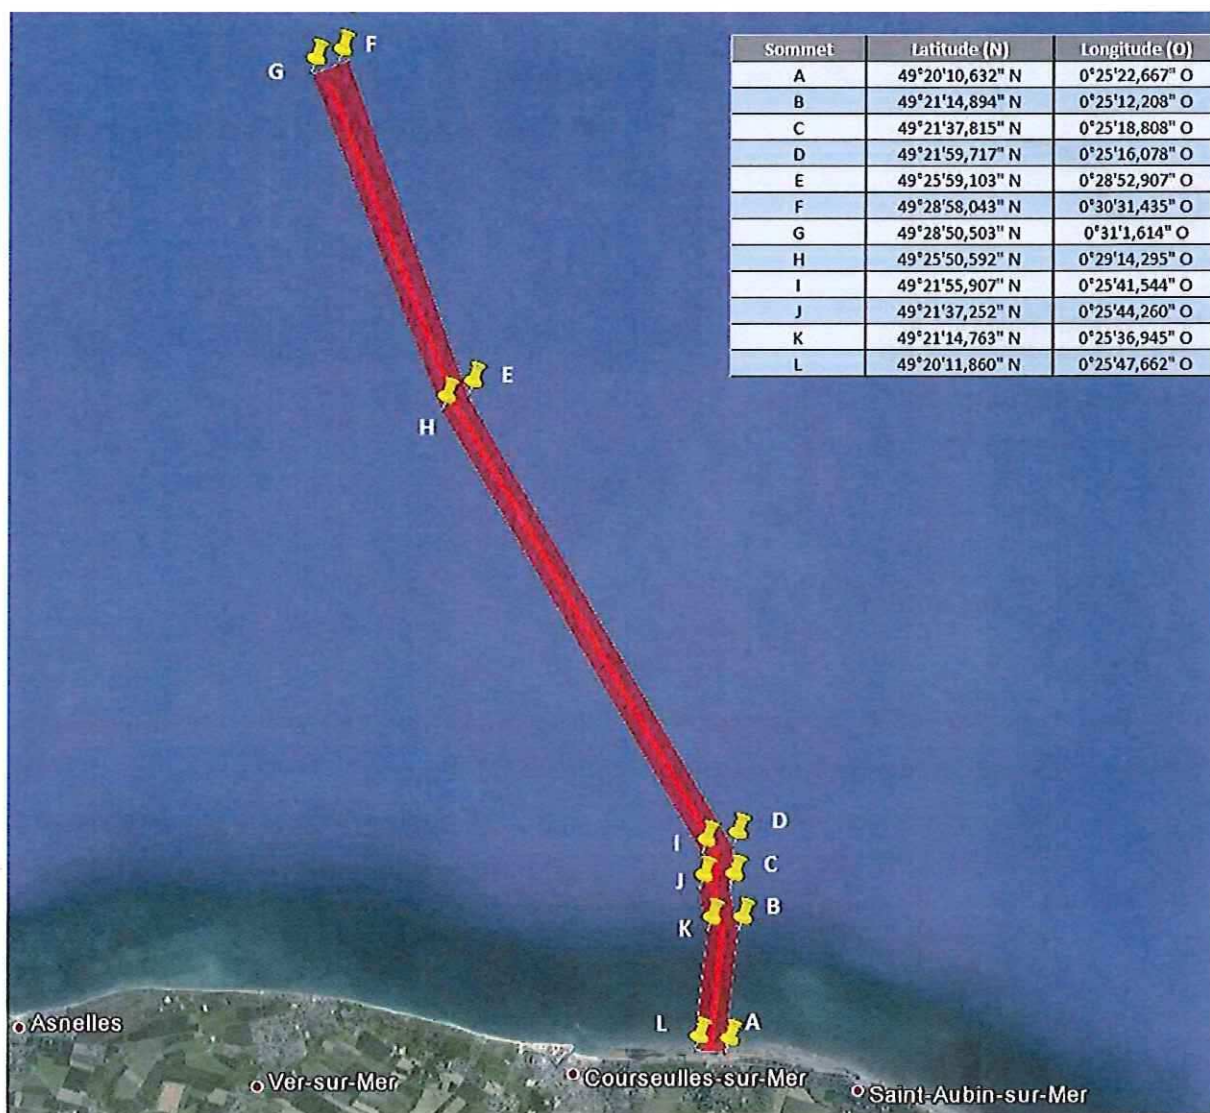 Sommet Latitude (N) Longitude (O)
A 49°20'10,632" N 0°25'22,667" O
B 49°21'14,894" N 0°25'12,208" O
C 49°21'37,815" N 0°25'18,808" O
D 49°21'59,717" N 0°25'16,078" O
E 49°25'59,103" N 0°28'52,907" O
F 49°28'58,043" N 0°30'31,435" O
G 49°28'50,503" N 0°31'1,614" O
H 49°25'50,592" N 0°29'14,295" O
I 49°21'55,907" N 0°25'41,544" O
J 49°21'37,252" N 0°25'44,260" O
K 49°21'14,763" N 0°25'36,945" O
L 49°20'11,860" N 0°25'47,662" O
F
G
E
H
D
I
C
J
B
K
L
A
Asnelles
Ver-sur-Mer
Courseulles-sur-Mer
Saint-Aubin-sur-Mer